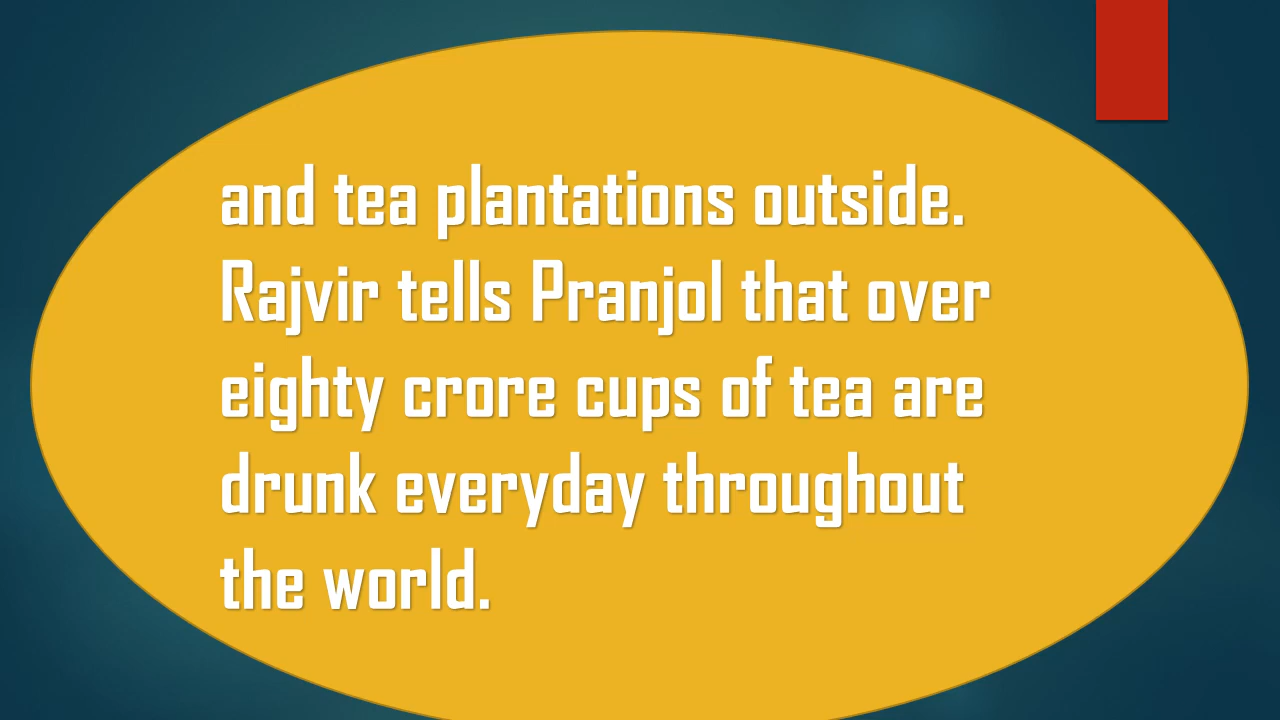 and tea plantations outside.
Rajvir tells Pranjol that over
eighty crore cups of tea are
drunk everyday throughout
the world.